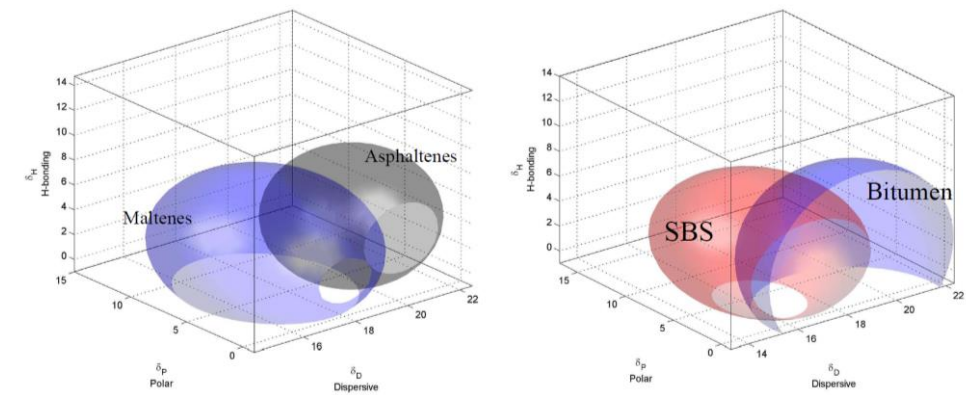 14
12
10
8
6
4
2
0
δH
H-bonding
15
10
5
0
δP
Polar
16
18
20
22
δD
Dispersive
Maltenes
Asphaltenes
14
12
10
8
6
4
2
0
δH
H-bonding
15
10
5
0
δP
Polar
14
16
18
20
22
δD
Dispersive
SBS
Bitumen